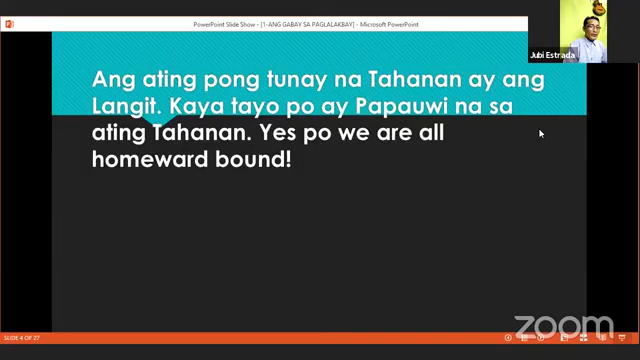 PowerPoint Slide Show - [1-ANG GABAY SA PAGLALAKBAY] - Microsoft PowerPoint
Jubi Estrada
Ang ating pong tunay na Tahanan ay ang
Langit. Kaya tayo po ay Papauwi na sa
ating Tahanan. Yes po we are all
homeward bound!
zoom
SLIDE 4 OF 27